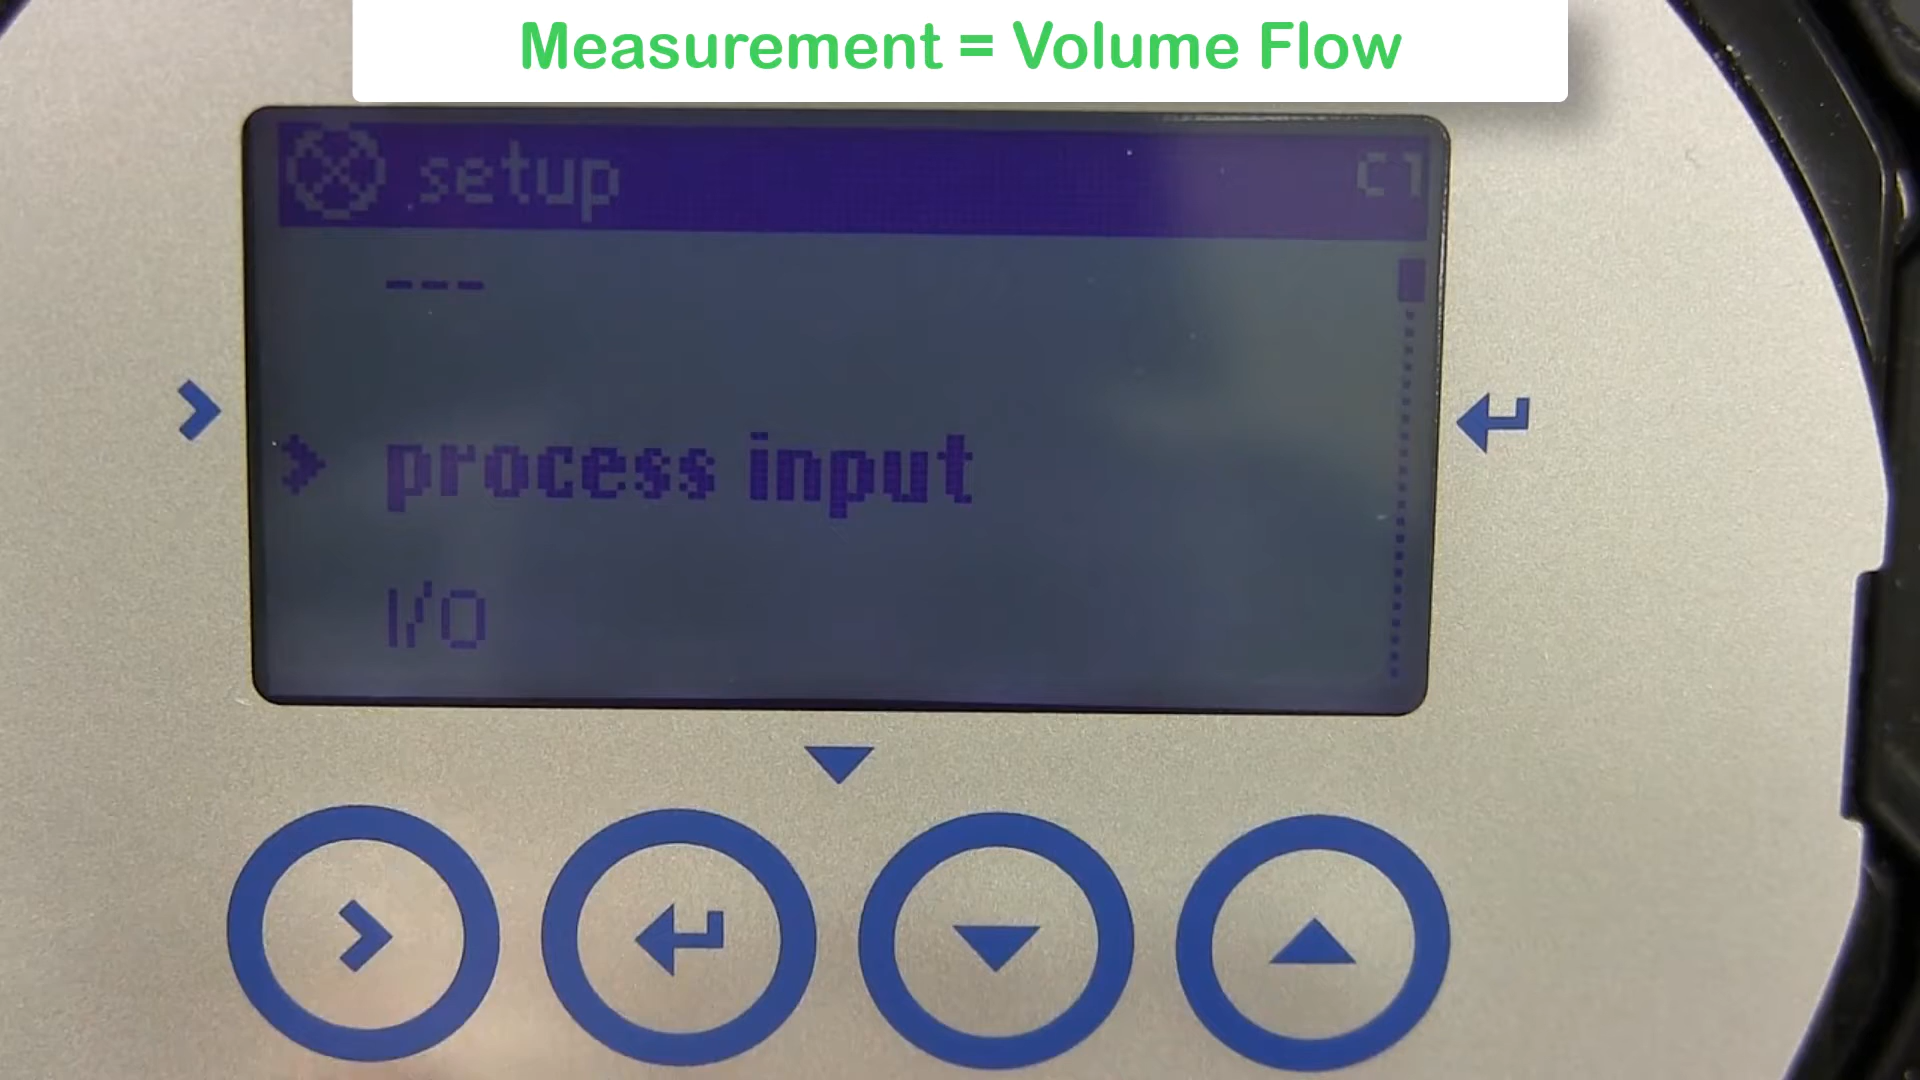 Measurement = Volume Flow
setup C1
---
> process input
I/O